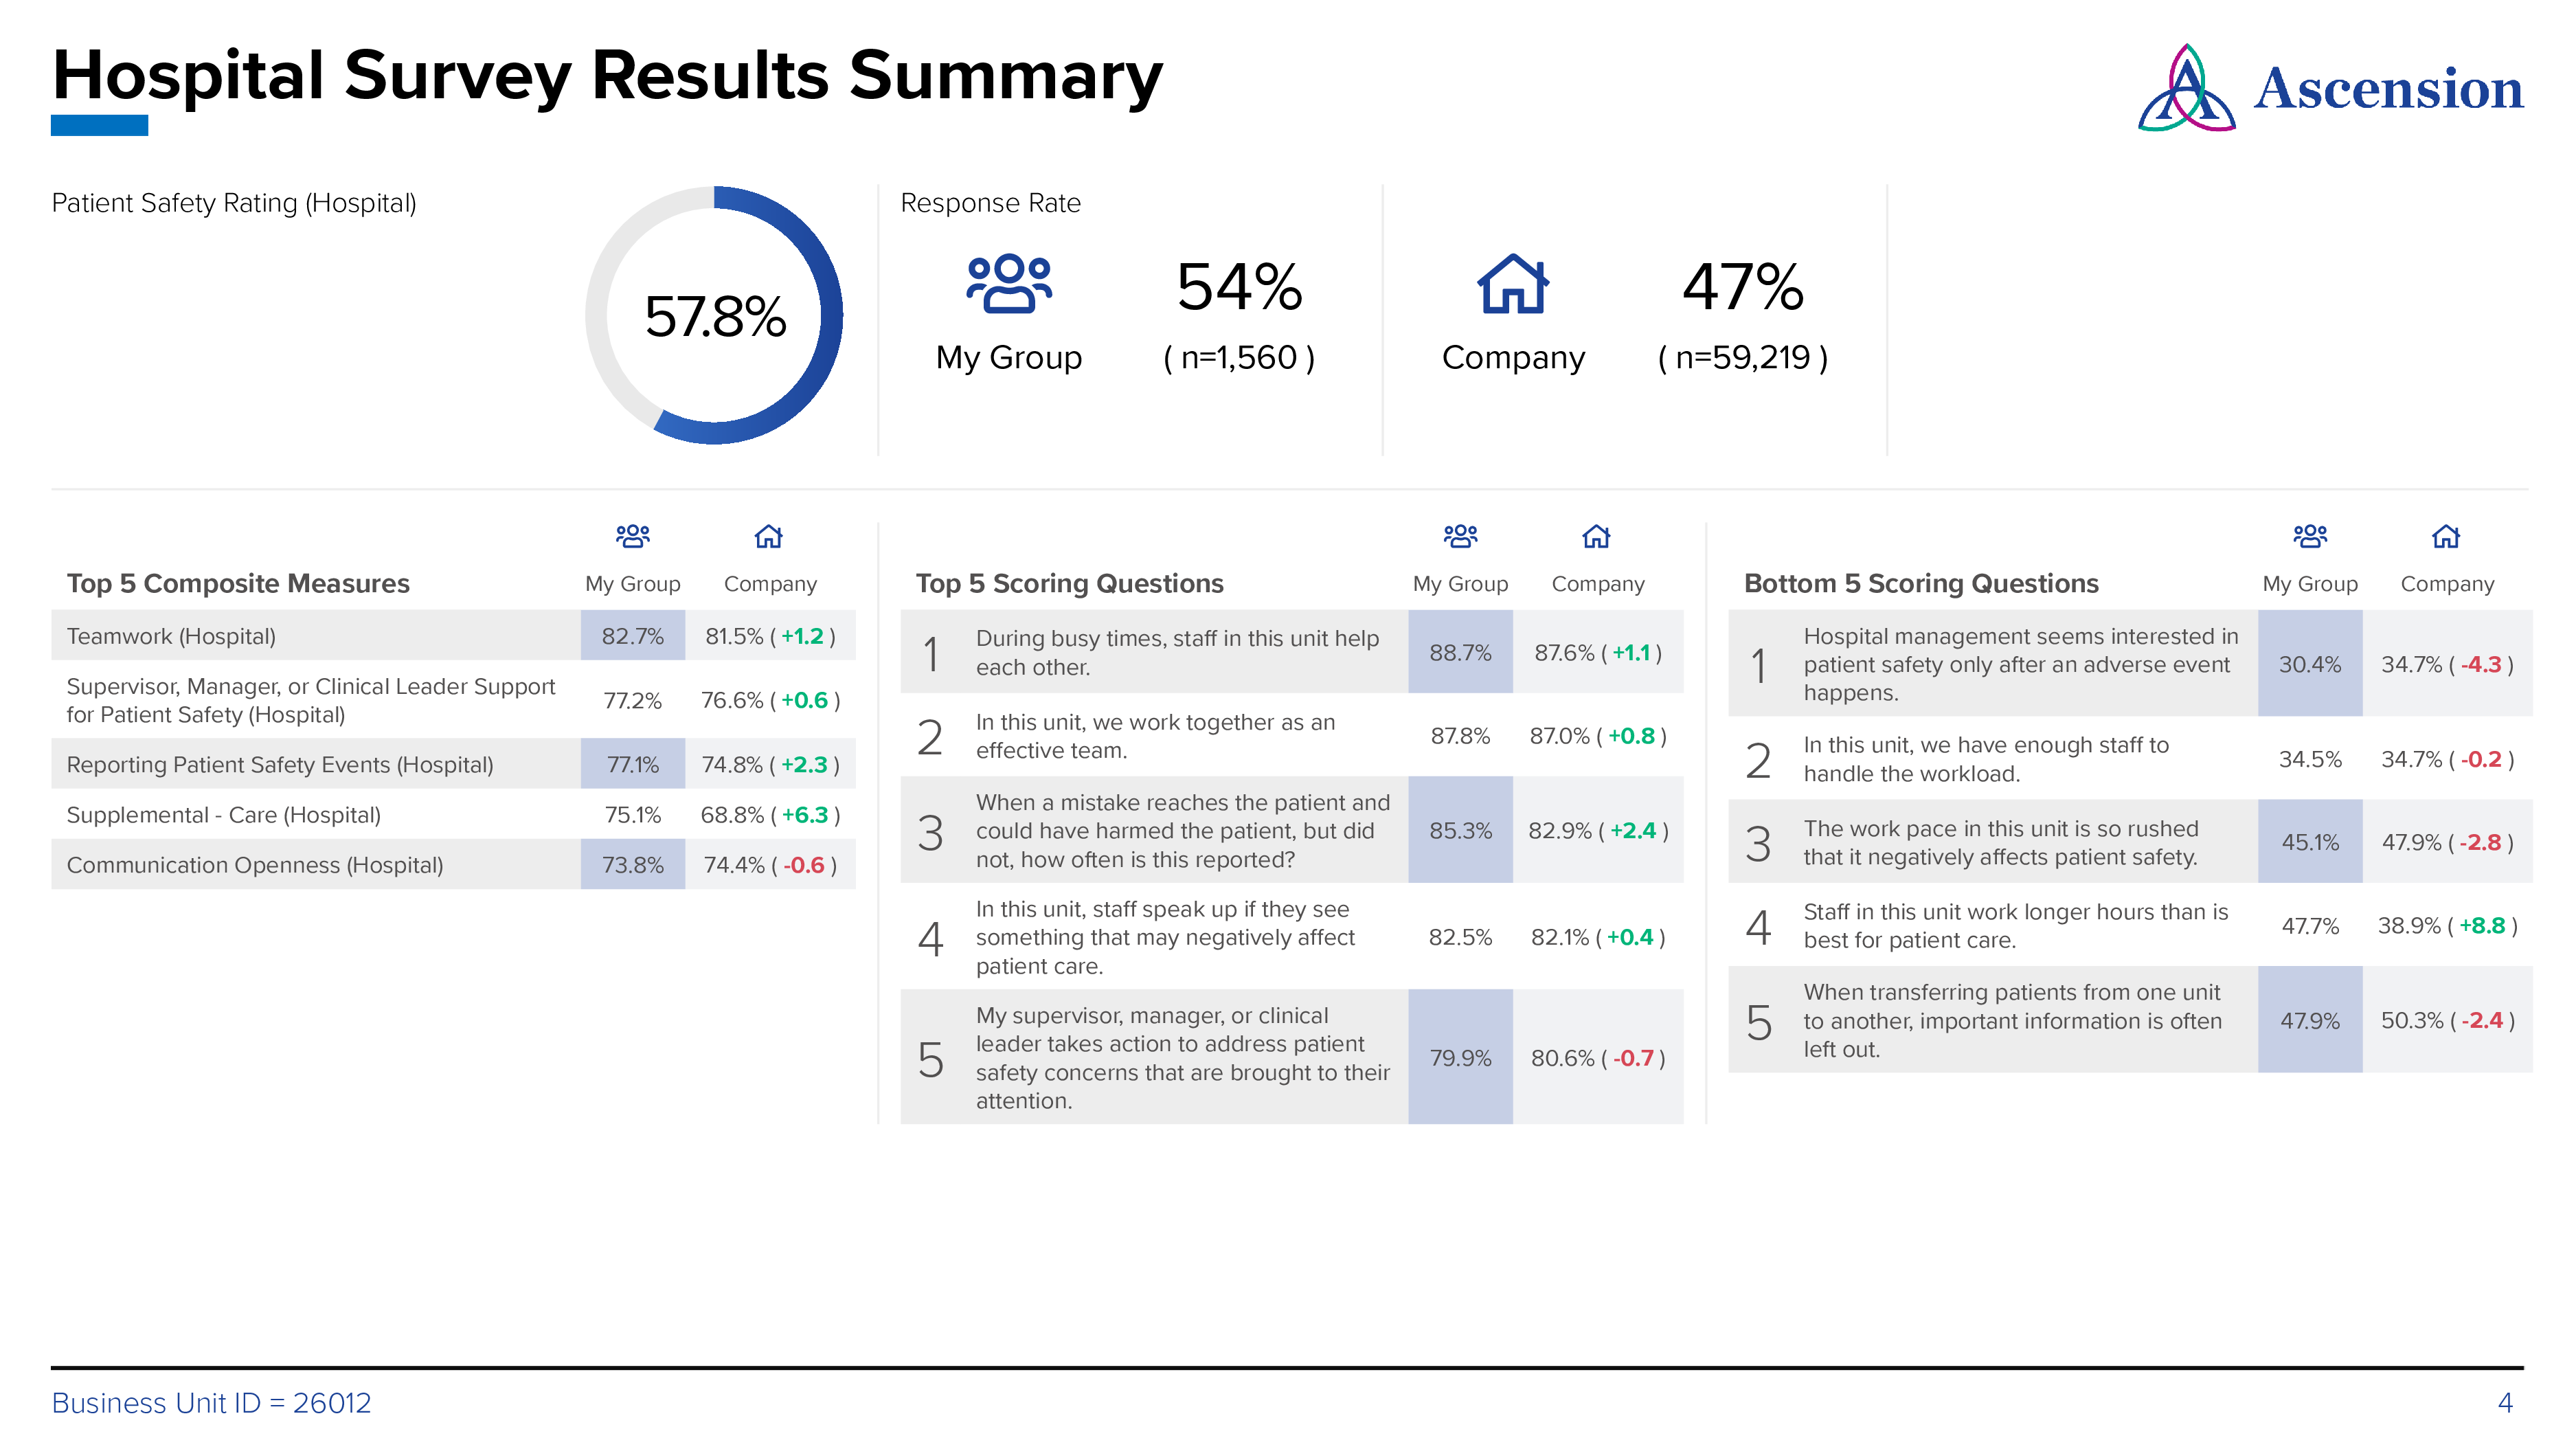 Hospital Survey Results Summary
Ascension
Patient Safety Rating (Hospital)
57.8%
Response Rate
My Group
54%
( n=1,560 )
Company
47%
( n=59,219 )
Top 5 Composite Measures My Group Company
Teamwork (Hospital) 82.7% 81.5% ( +1.2 )
Supervisor, Manager, or Clinical Leader Support
for Patient Safety (Hospital) 77.2% 76.6% ( +0.6 )
Reporting Patient Safety Events (Hospital) 77.1% 74.8% ( +2.3 )
Supplemental - Care (Hospital) 75.1% 68.8% ( +6.3 )
Communication Openness (Hospital) 73.8% 74.4% ( -0.6 )
Top 5 Scoring Questions My Group Company
1 During busy times, staff in this unit help
each other. 88.7% 87.6% ( +1.1 )
2 In this unit, we work together as an
effective team. 87.8% 87.0% ( +0.8 )
3 When a mistake reaches the patient and
could have harmed the patient, but did
not, how often is this reported? 85.3% 82.9% ( +2.4 )
4 In this unit, staff speak up if they see
something that may negatively affect
patient care. 82.5% 82.1% ( +0.4 )
5 My supervisor, manager, or clinical
leader takes action to address patient
safety concerns that are brought to their
attention. 79.9% 80.6% ( -0.7 )
Bottom 5 Scoring Questions My Group Company
1 Hospital management seems interested in
patient safety only after an adverse event
happens. 30.4% 34.7% ( -4.3 )
2 In this unit, we have enough staff to
handle the workload. 34.5% 34.7% ( -0.2 )
3 The work pace in this unit is so rushed
that it negatively affects patient safety. 45.1% 47.9% ( -2.8 )
4 Staff in this unit work longer hours than is
best for patient care. 47.7% 38.9% ( +8.8 )
5 When transferring patients from one unit
to another, important information is often
left out. 47.9% 50.3% ( -2.4 )
Business Unit ID = 26012
4